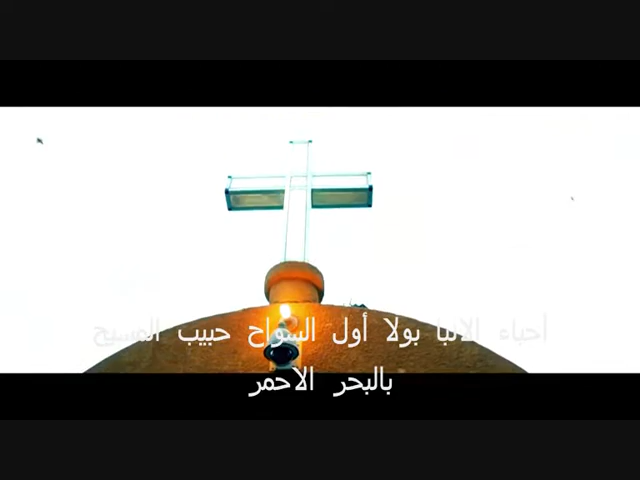 أحباء الانبا بولا أول السواح حبيب المسيح
بالبحر الاحمر